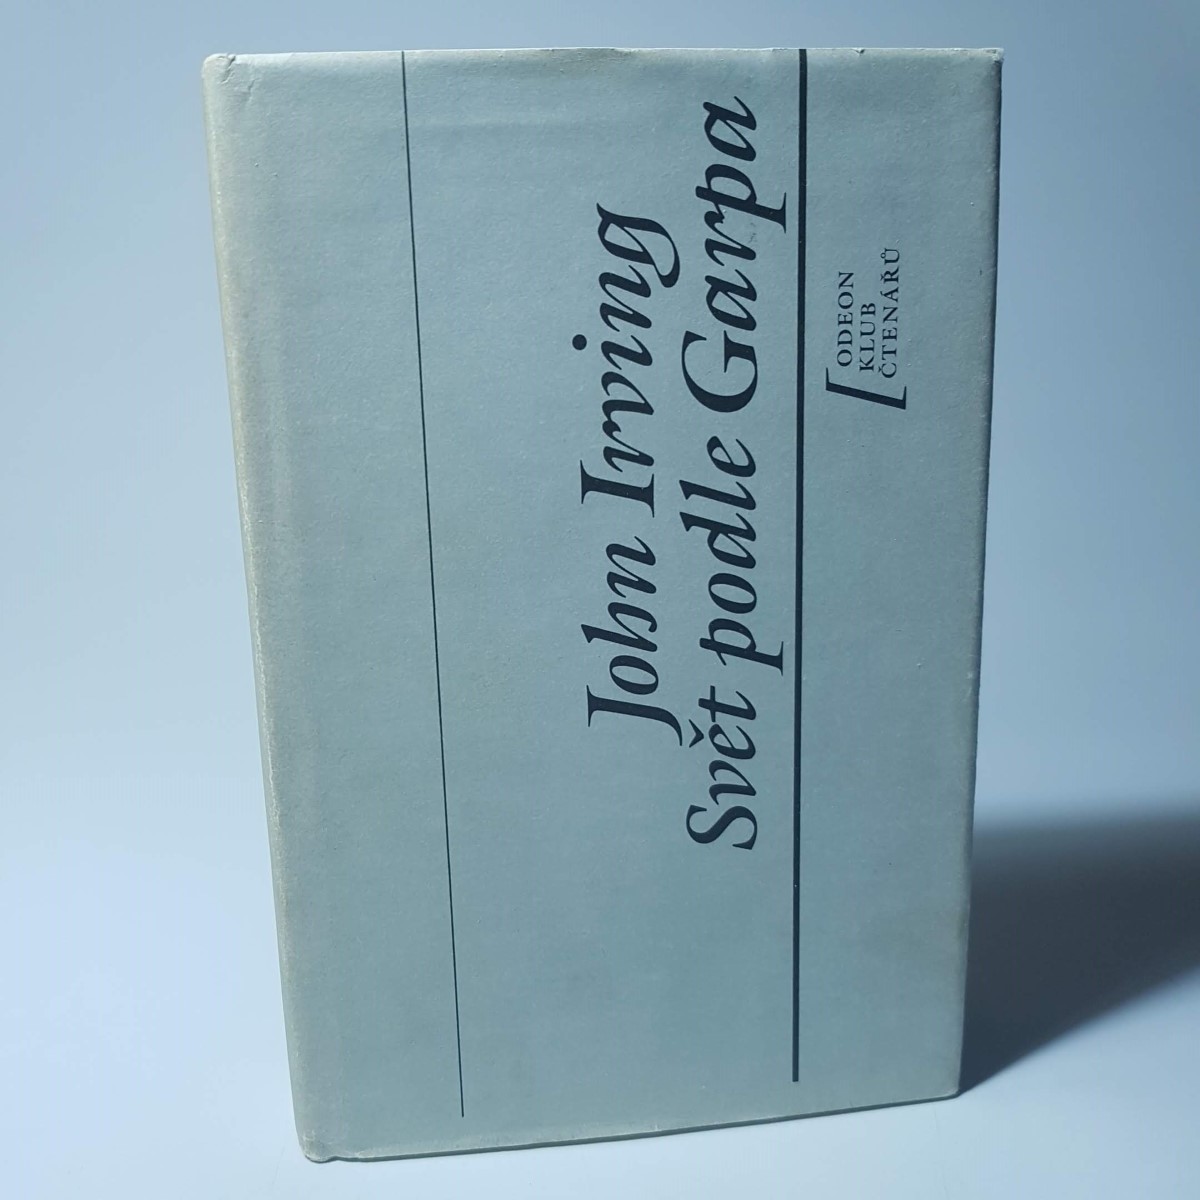 John Irving
Svět podle Garpa
[ODEON
KLUB
ČTENÁŘŮ